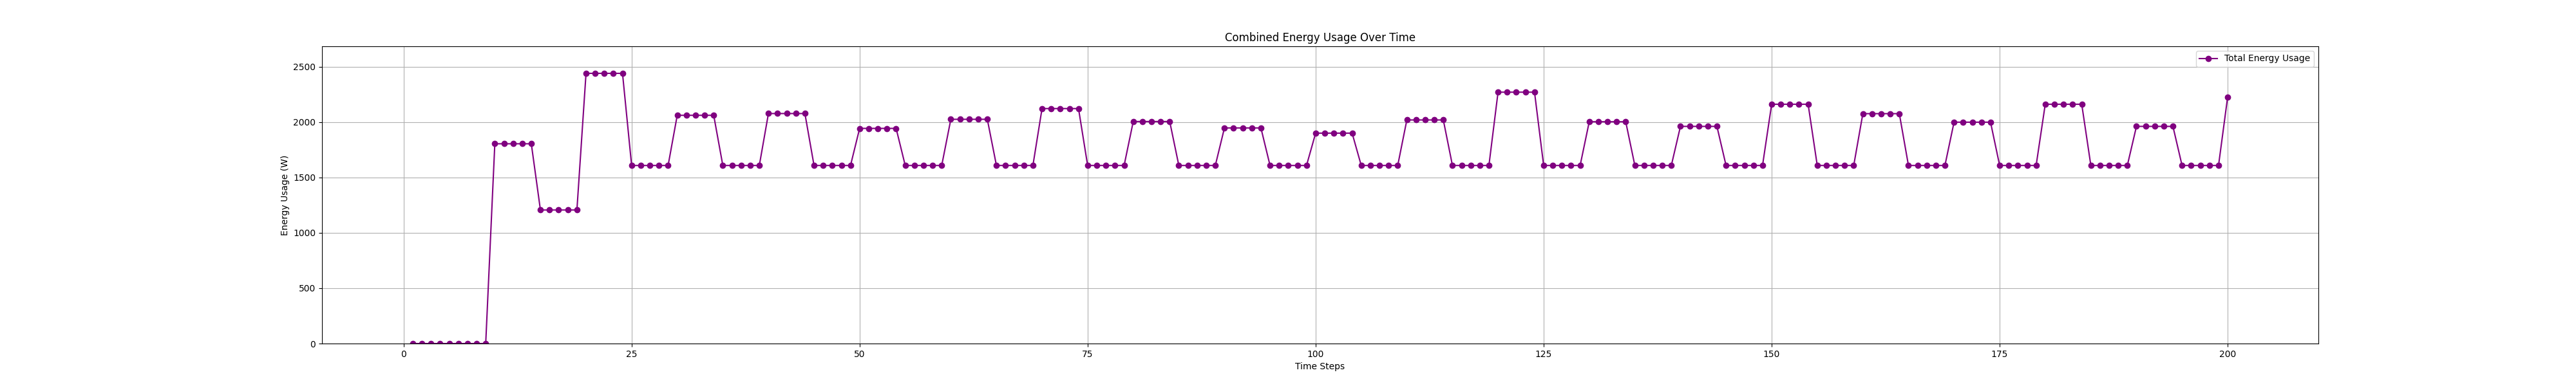 Combined Energy Usage Over Time
Total Energy Usage
Energy Usage (W)
2500
2000
1500
1000
500
0
0 25 50 75 100 125 150 175 200
Time Steps